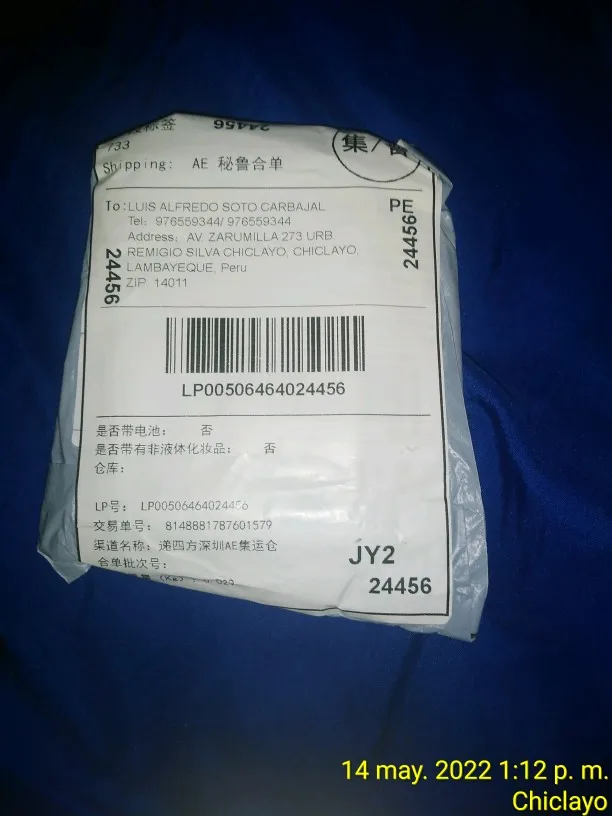 标签
24456
733
集/
Shipping: AE 秘鲁合单
To: LUIS ALFREDO SOTO CARBAJAL
PE
Tel: 976559344/ 976559344
Address: AV. ZARUMILLA 273 URB.
REMIGIO SILVA CHICLAYO, CHICLAYO,
LAMBAYEQUE, Peru
ZIP 14011
24456
24456
LP00506464024456
是否带电池: 否
是否带有非液体化妆品: 否
仓库:
LP号: LP00506464024456
交易单号: 8148881787601579
渠道名称: 递四方深圳AE集运仓
合单批次号:
JY2
24456
14 may. 2022 1:12 p. m.
Chiclayo